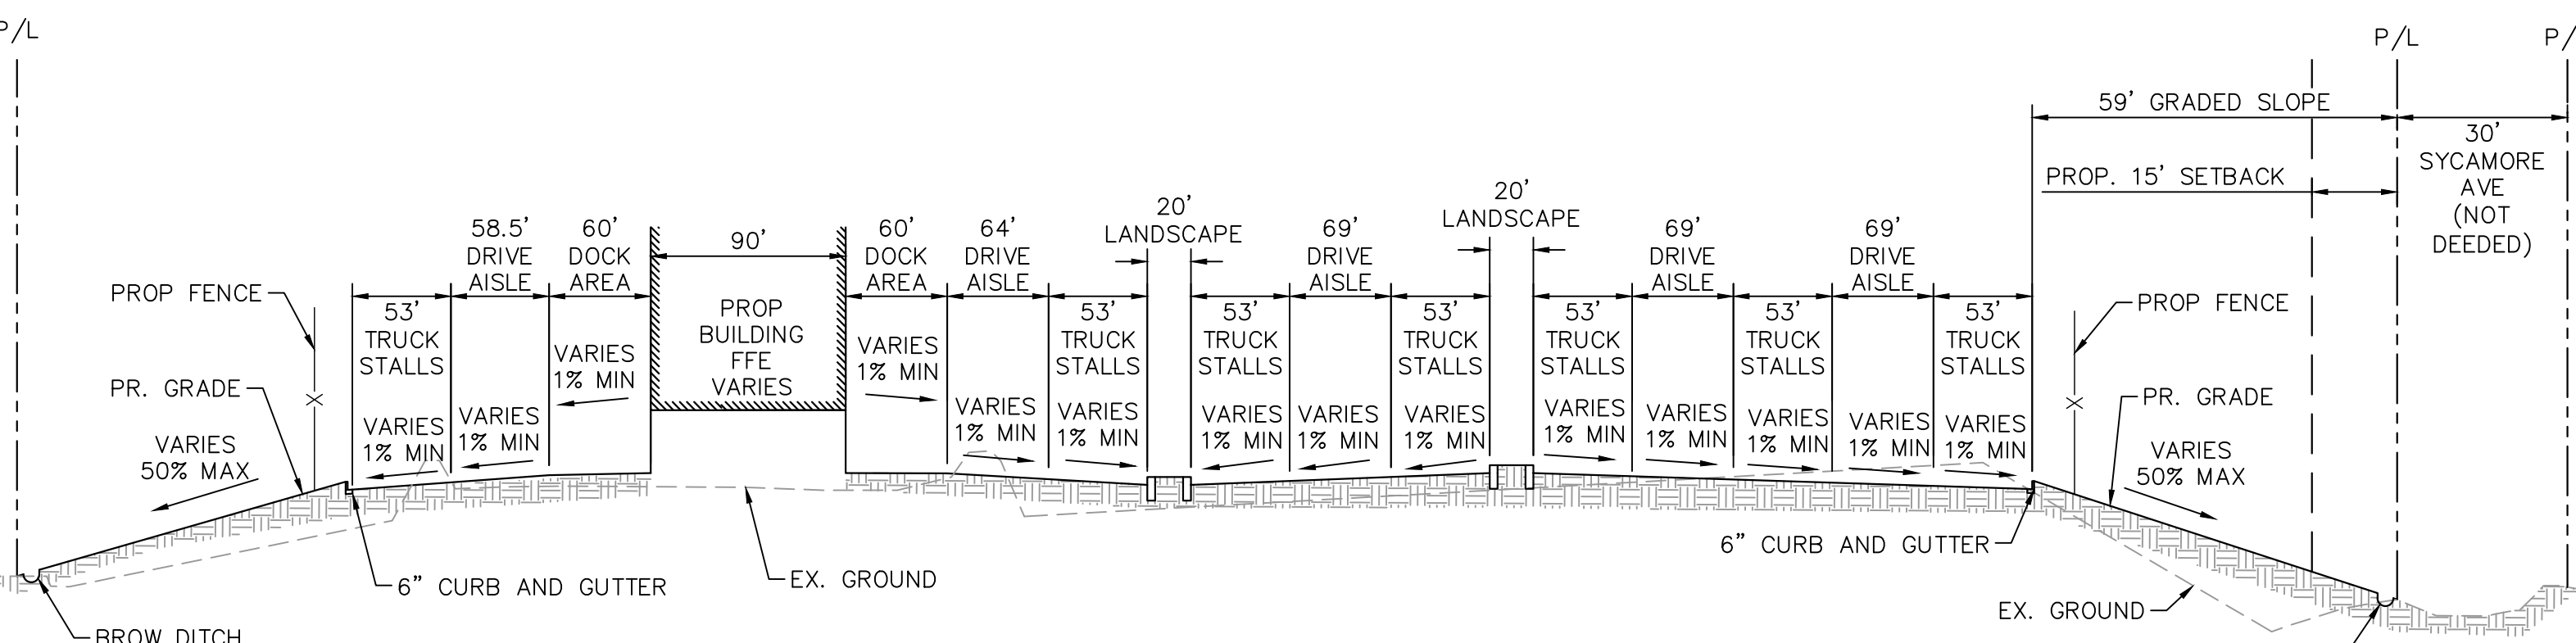 P/L
P/L
P/
59' GRADED SLOPE
30'
SYCAMORE
AVE
(NOT
DEEDED)
PROP. 15' SETBACK
58.5'
DRIVE
AISLE
60'
DOCK
AREA
90'
60'
DOCK
AREA
64'
DRIVE
AISLE
20'
LANDSCAPE
69'
DRIVE
AISLE
20'
LANDSCAPE
69'
DRIVE
AISLE
69'
DRIVE
AISLE
PROP FENCE
53'
TRUCK
STALLS
PROP
BUILDING
FFE
VARIES
53'
TRUCK
STALLS
53'
TRUCK
STALLS
53'
TRUCK
STALLS
53'
TRUCK
STALLS
53'
TRUCK
STALLS
53'
TRUCK
STALLS
PROP FENCE
PR. GRADE
VARIES
50% MAX
VARIES
1% MIN
VARIES
1% MIN
VARIES
1% MIN
VARIES
1% MIN
VARIES
1% MIN
VARIES
1% MIN
VARIES
1% MIN
VARIES
1% MIN
VARIES
1% MIN
VARIES
1% MIN
VARIES
1% MIN
VARIES
1% MIN
VARIES
1% MIN
VARIES
1% MIN
PR. GRADE
VARIES
50% MAX
6" CURB AND GUTTER
EX. GROUND
6" CURB AND GUTTER
EX. GROUND
BROW DITCH